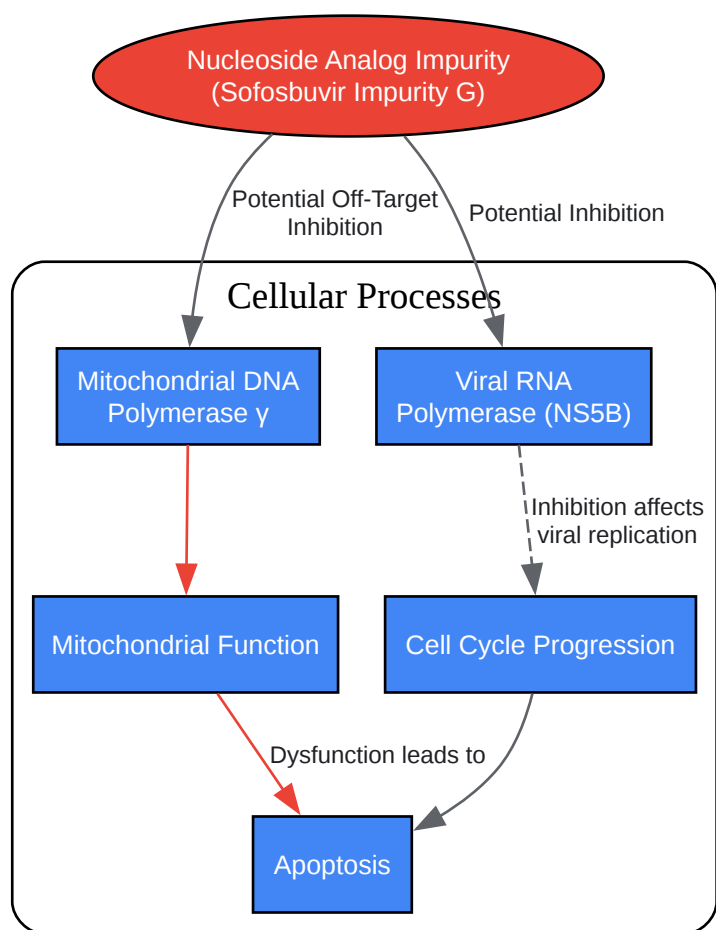 Nucleoside Analog Impurity
(Sofosbuvir Impurity G)
Potential Off-Target
Inhibition
Potential Inhibition
Cellular Processes
Mitochondrial DNA
Polymerase γ
Viral RNA
Polymerase (NS5B)
Inhibition affects
viral replication
Mitochondrial Function
Cell Cycle Progression
Dysfunction leads to
Apoptosis